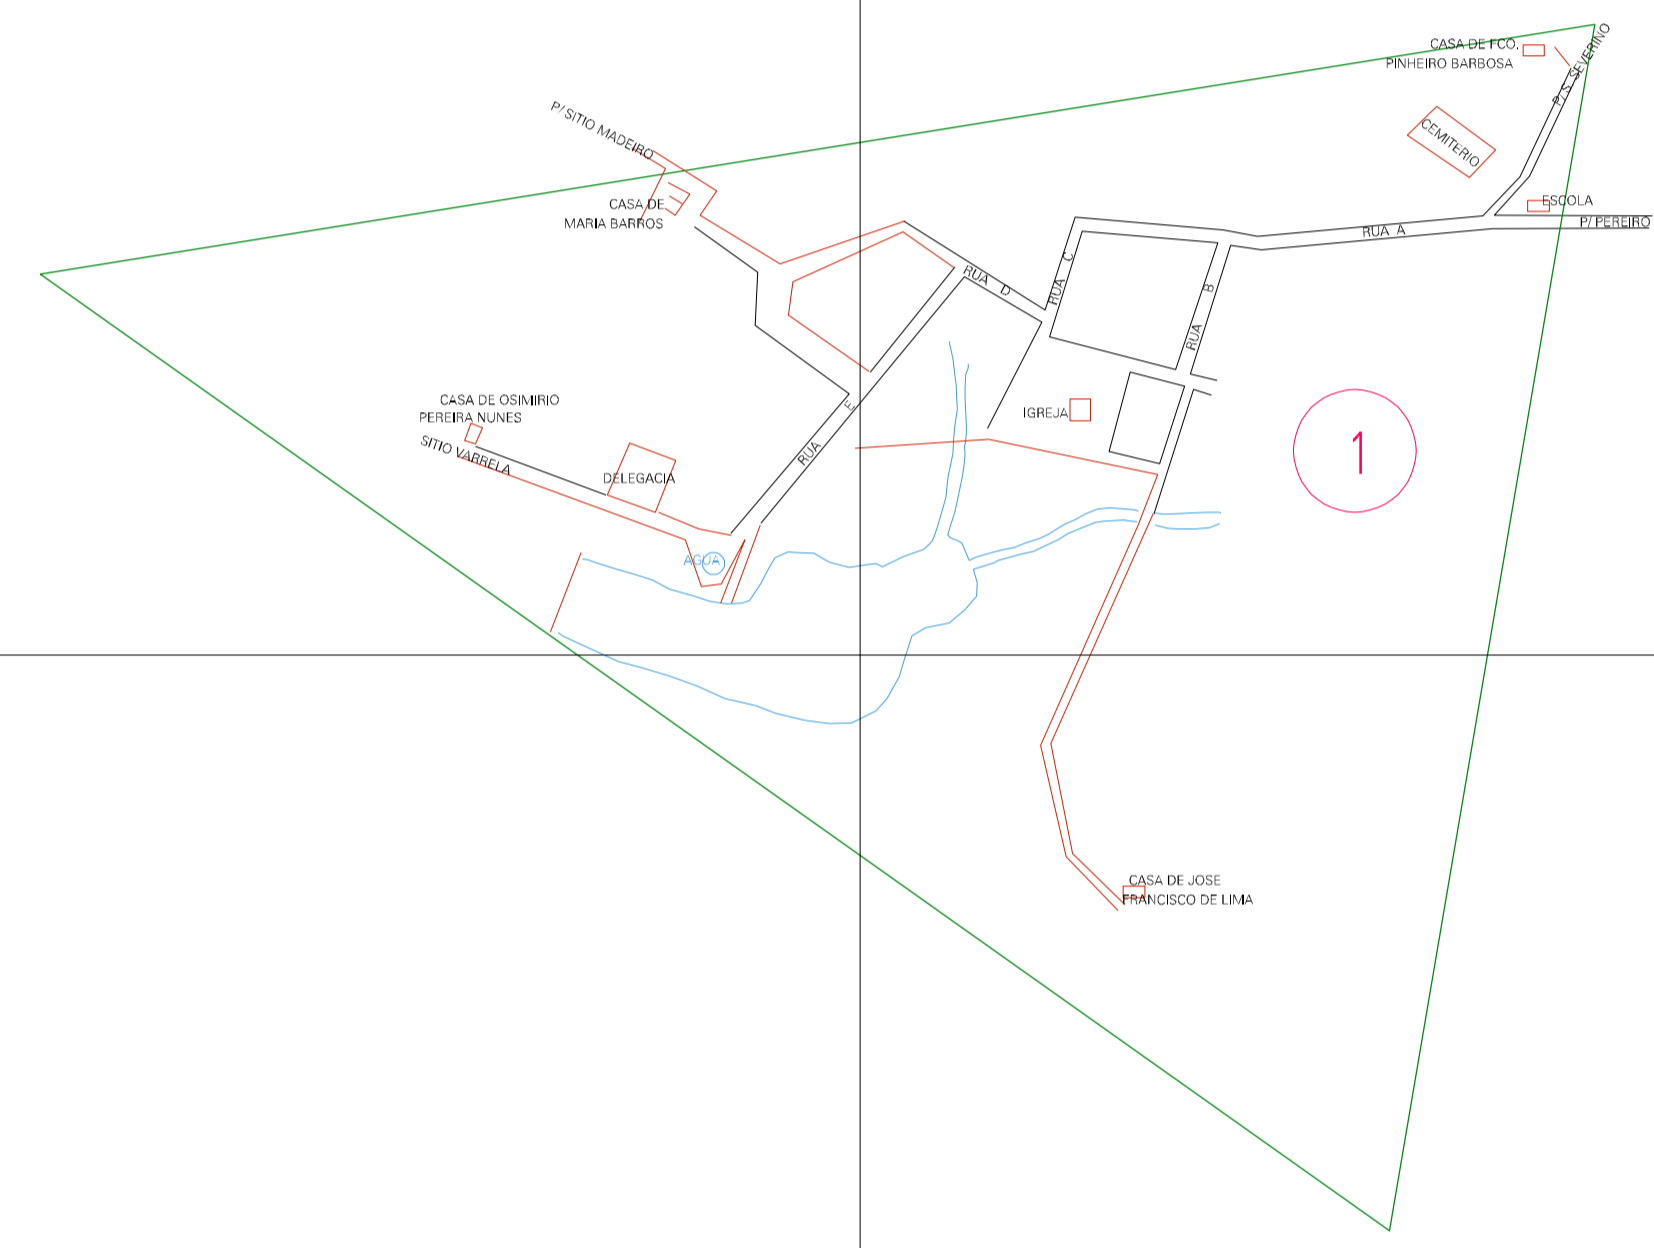 CASA DE FCO.
PINHEIRO BARBOSA
P/ S. SEVERINO
CEMITERIO
ESCOLA
P/ PEREIRO
RUA A
P/ SITIO MADEIRO
CASA DE
MARIA BARROS
RUA D
RUA C
RUA B
CASA DE OSIMIRIO
PEREIRA NUNES
SITIO VARRELA
DELEGACIA
RUA E
IGREJA
1
AGUA
CASA DE JOSE
FRANCISCO DE LIMA